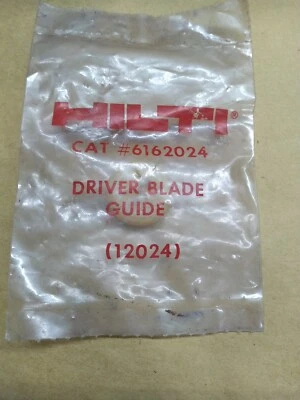 HILTI®
CAT #6162024
DRIVER BLADE
GUIDE
(12024)